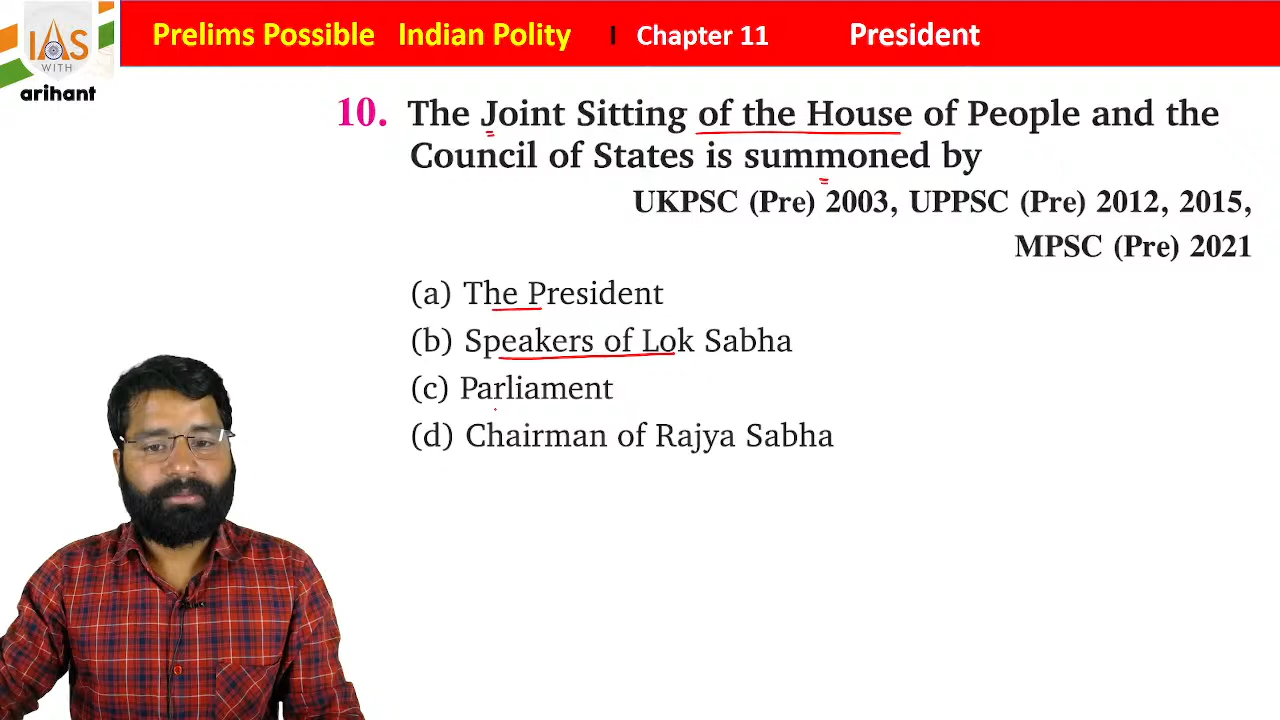 IAS
WITH
arihant
Prelims Possible Indian Polity | Chapter 11 President
10. The Joint Sitting of the House of People and the
Council of States is summoned by
UKPSC (Pre) 2003, UPPSC (Pre) 2012, 2015,
MPSC (Pre) 2021
(a) The President
(b) Speakers of Lok Sabha
(c) Parliament
(d) Chairman of Rajya Sabha